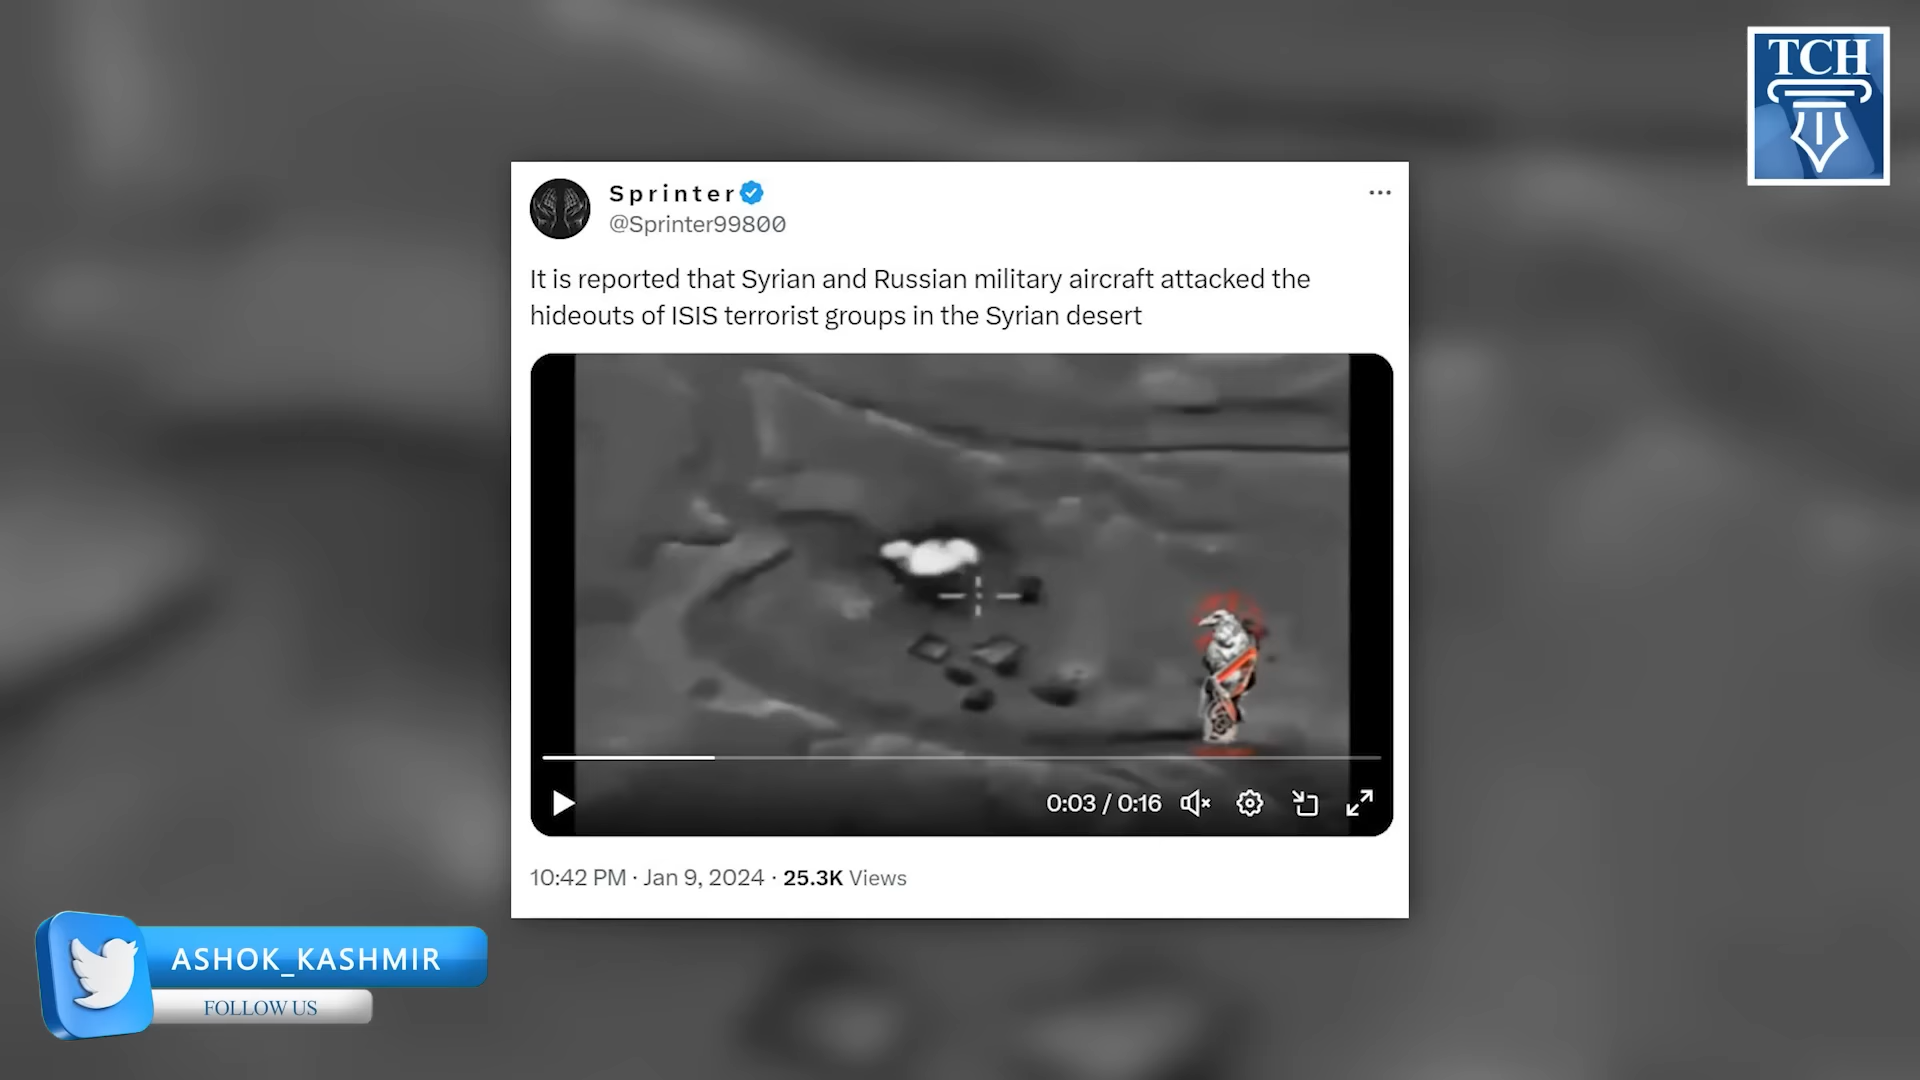 TCH
Sprinter
@Sprinter99800
It is reported that Syrian and Russian military aircraft attacked the
hideouts of ISIS terrorist groups in the Syrian desert
0:03 / 0:16
10:42 PM · Jan 9, 2024 · 25.3K Views
ASHOK_KASHMIR
FOLLOW US